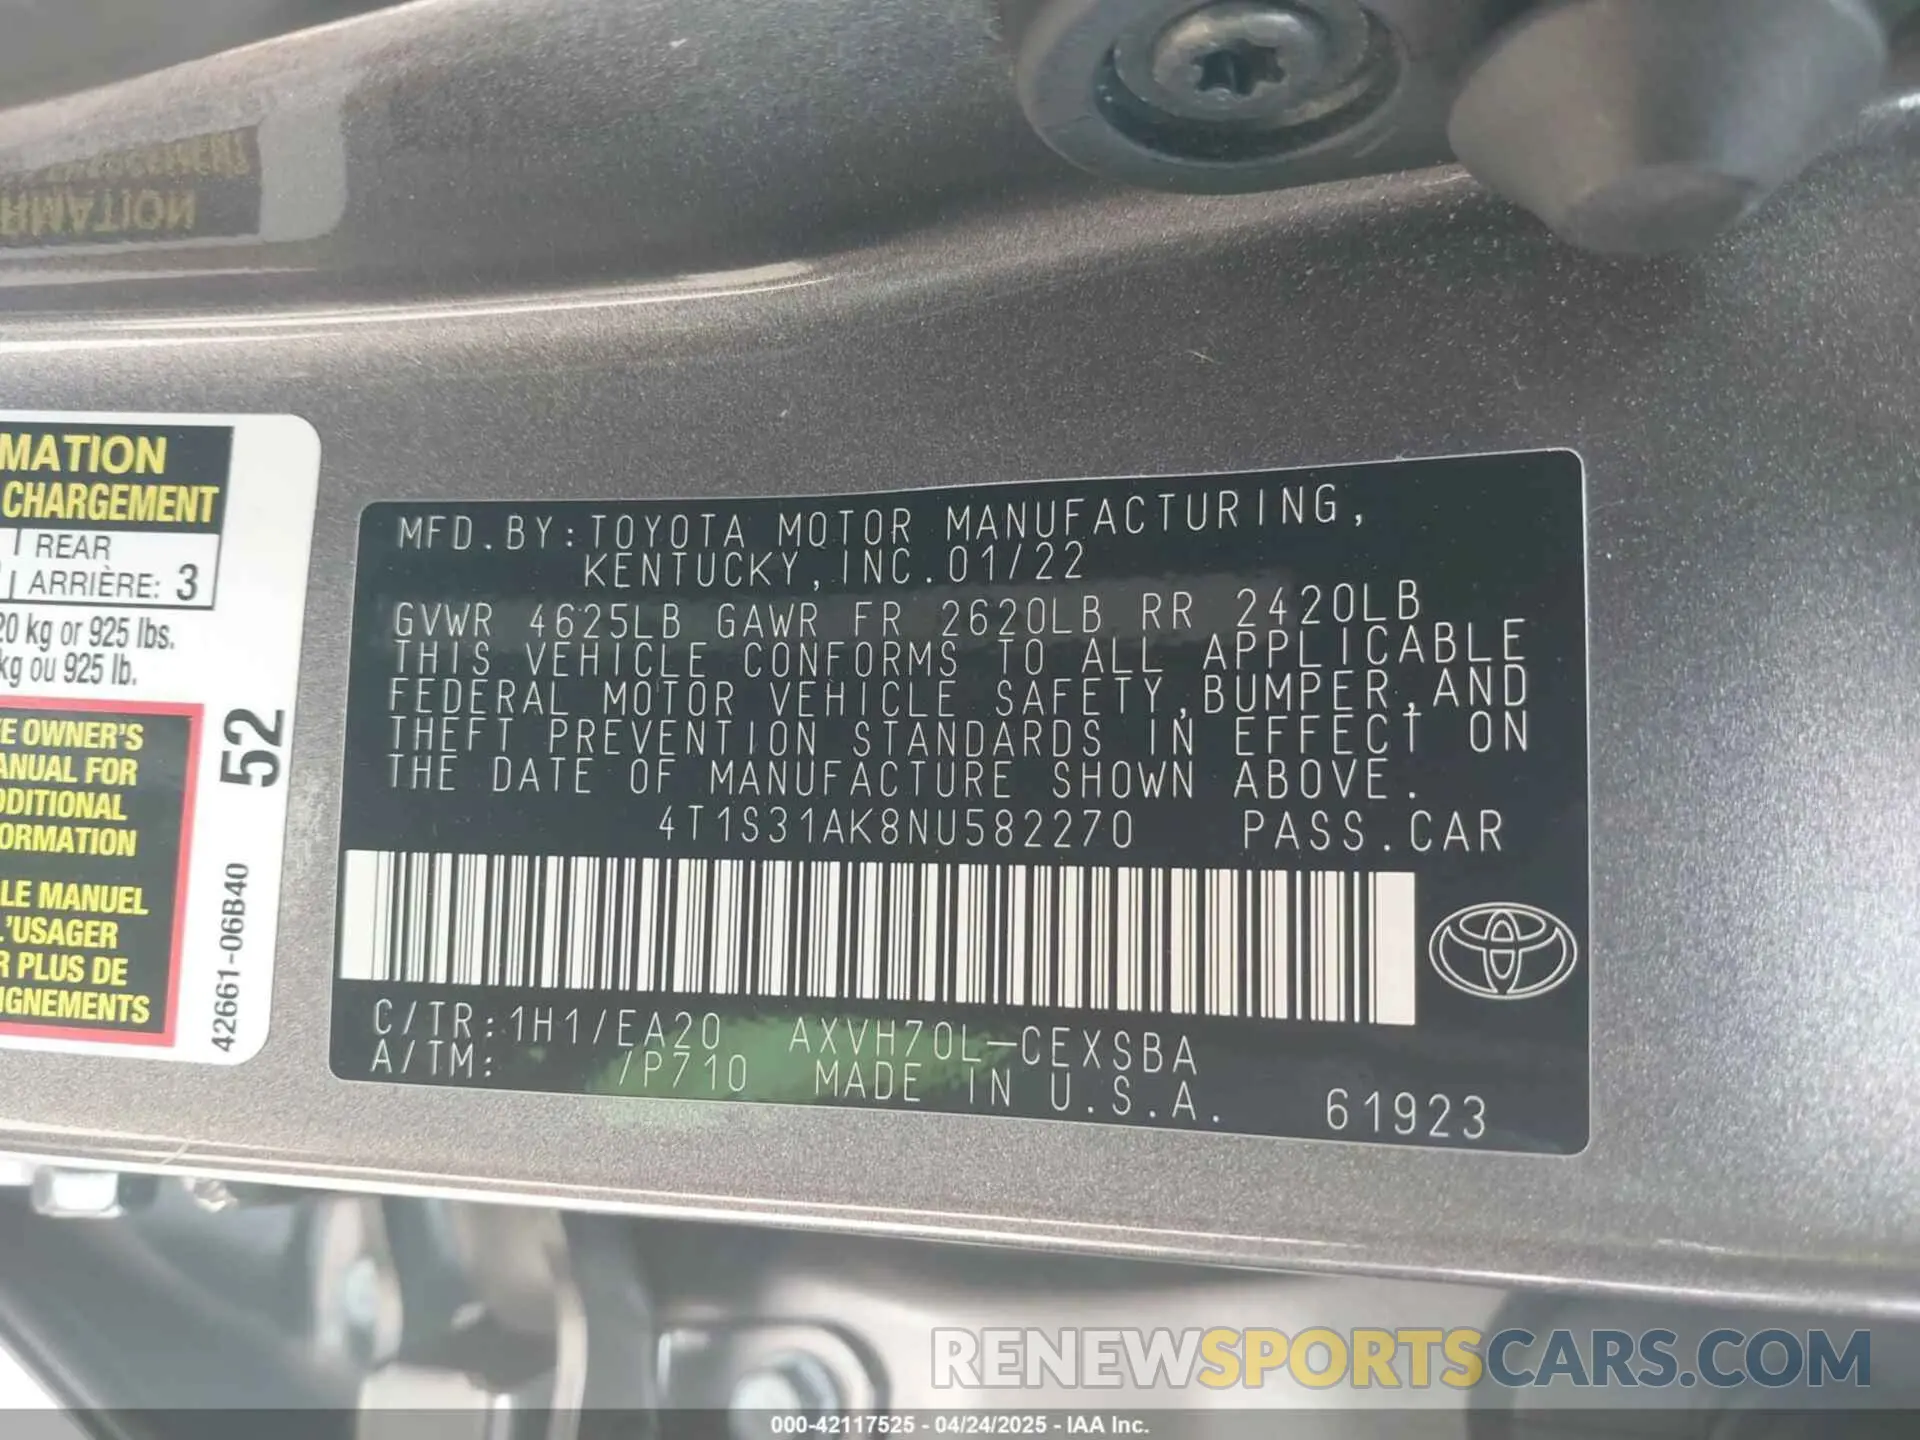 RMATION
MATION
CHARGEMENT
REAR
ARRIÈRE: 3
20 kg or 925 lbs.
kg ou 925 lb.
E OWNER'S
ANUAL FOR
DDITIONAL
FORMATION
LE MANUEL
L'USAGER
R PLUS DE
IGNEMENTS
52
42661-06B40
MFD.BY:TOYOTA MOTOR MANUFACTURING,
KENTUCKY,INC.01/22
GVWR 4625LB GAWR FR 2620LB RR 2420LB
THIS VEHICLE CONFORMS TO ALL APPLICABLE
FEDERAL MOTOR VEHICLE SAFETY,BUMPER,AND
THEFT PREVENTION STANDARDS IN EFFECT ON
THE DATE OF MANUFACTURE SHOWN ABOVE.
4T1S31AK8NU582270 PASS.CAR
C/TR:1H1/EA20 AXVH70L-CEXSBA
A/TM: /P710 MADE IN U.S.A.
61923
RENEWSPORTSCARS.COM
000-42117525 - 04/24/2025 - IAA Inc.